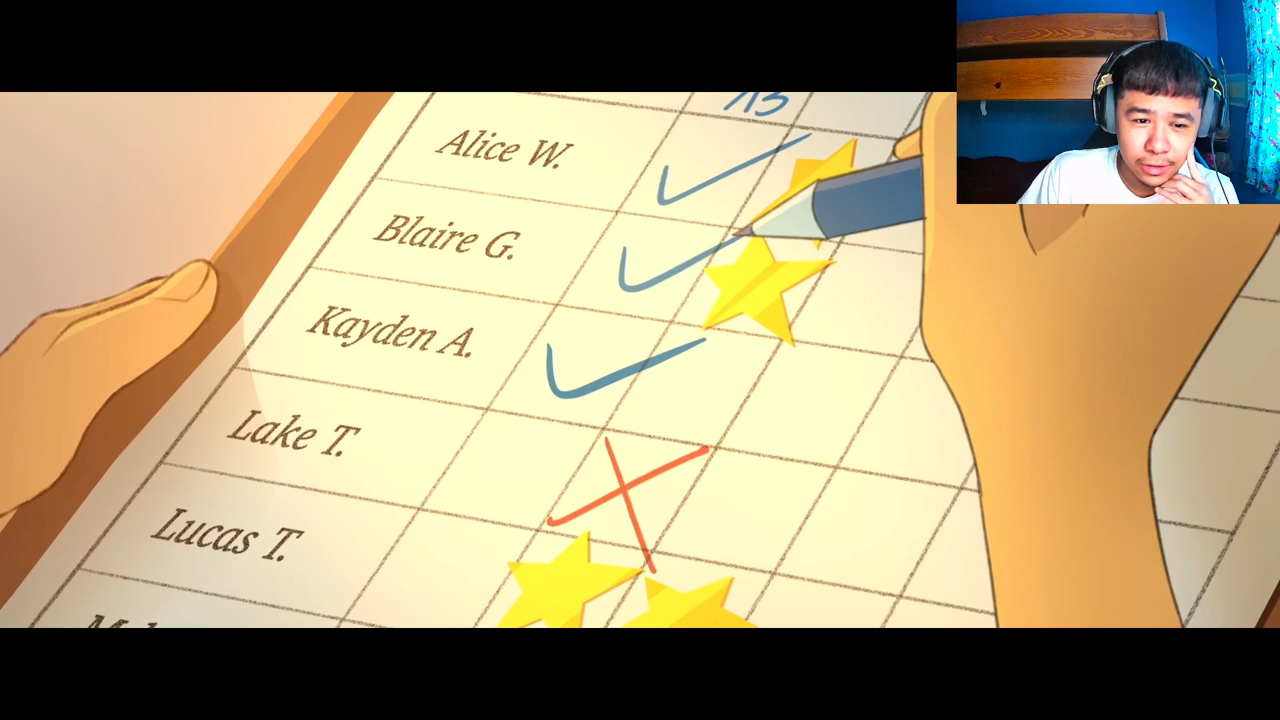 Alice W.
Blaire G.
Kayden A.
Lake T.
Lucas T.